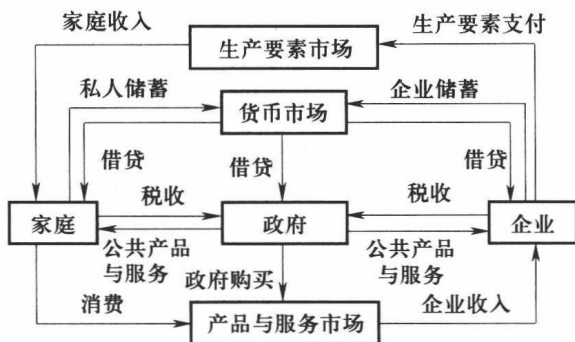 家庭收入
生产要素市场
生产要素支付
私人储蓄
货币市场
企业储蓄
借贷
借贷
借贷
家庭
税收
政府
税收
企业
公共产品
与服务
政府购买
公共产品
与服务
消费
产品与服务市场
企业收入